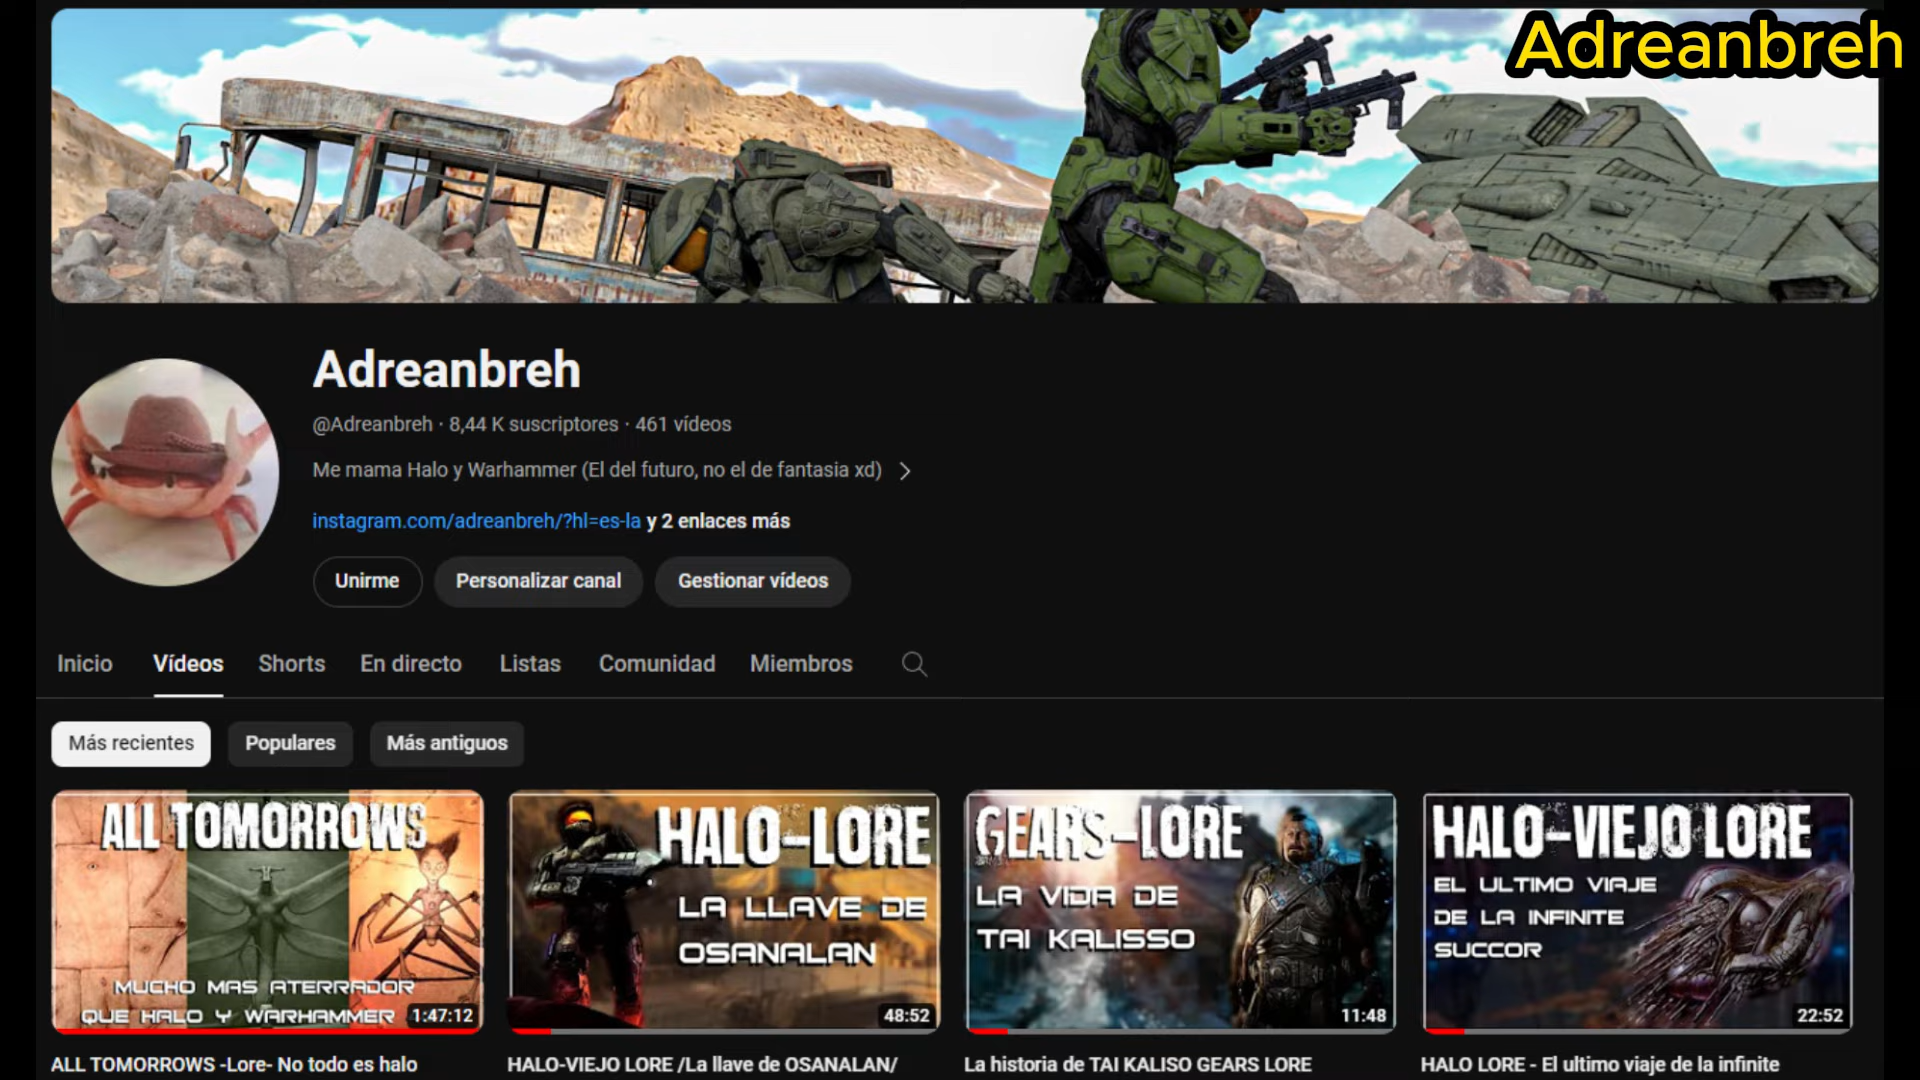 Adreanbreh
Adreanbreh
@Adreanbreh · 8,44 K suscriptores · 461 vídeos
Me mama Halo y Warhammer (El del futuro, no el de fantasia xd)
instagram.com/adreanbreh/?hl=es-la y 2 enlaces más
Unirme Personalizar canal Gestionar vídeos
Inicio Vídeos Shorts En directo Listas Comunidad Miembros
Más recientes Populares Más antiguos
ALL TOMORROWS
MUCHO MAS ATERRADOR
QUE HALO Y WARHAMMER
1:47:12
HALO-LORE
LA LLAVE DE
OSANALAN
48:52
GEARS-LORE
LA VIDA DE
TAI KALISSO
11:48
HALO-VIEJO LORE
EL ULTIMO VIAJE
DE LA INFINITE
SUCCOR
22:52
ALL TOMORROWS -Lore- No todo es halo
HALO-VIEJO LORE /La llave de OSANALAN/
La historia de TAI KALISO GEARS LORE
HALO LORE - El ultimo viaje de la infinite